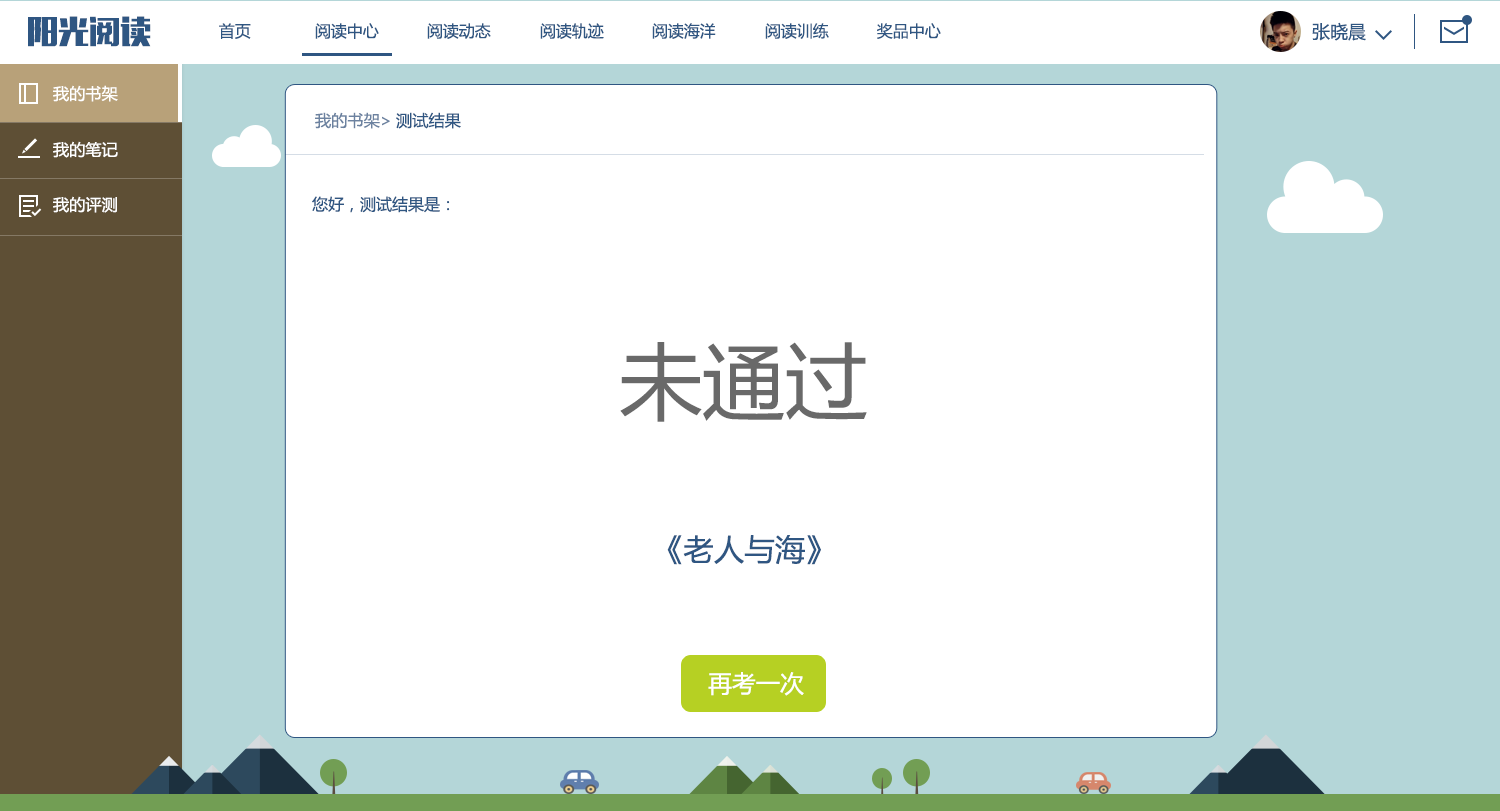 阳光阅读 首页 阅读中心 阅读动态 阅读轨迹 阅读海洋 阅读训练 奖品中心 张晓晨
我的书架
我的笔记
我的评测
我的书架> 测试结果
您好，测试结果是：
未通过
《老人与海》
再考一次